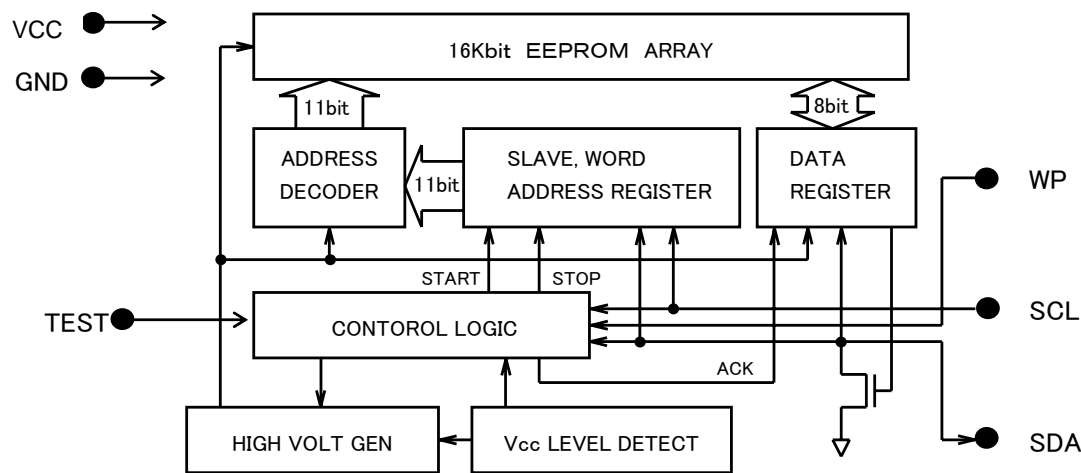 VCC
GND
16Kbit EEPROM ARRAY
11bit
8bit
ADDRESS
DECODER
11bit
SLAVE, WORD
ADDRESS REGISTER
DATA
REGISTER
WP
START
STOP
TEST
CONTOROL LOGIC
SCL
ACK
HIGH VOLT GEN
Vcc LEVEL DETECT
SDA